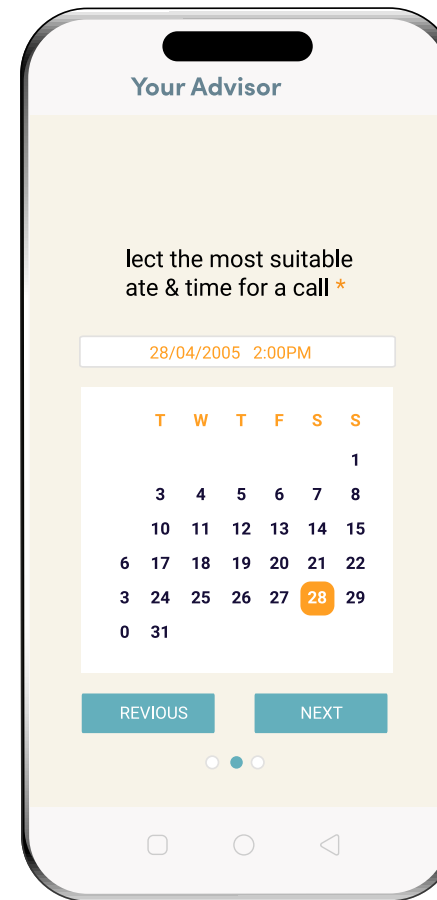 Your Advisor
lect the most suitable
ate & time for a call *
28/04/2005 2:00PM
T W T F S S
1
3 4 5 6 7 8
10 11 12 13 14 15
6 17 18 19 20 21 22
3 24 25 26 27 28 29
0 31
REVIOUS NEXT